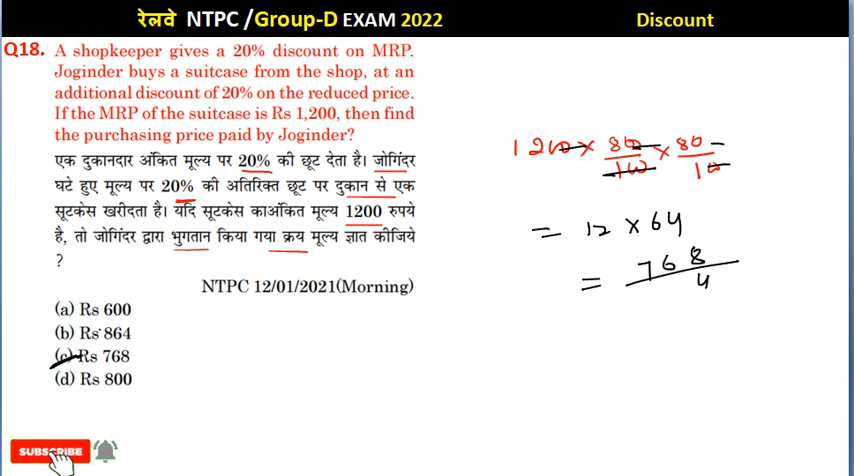 रेलवे NTPC /Group-D EXAM 2022
Discount
Q18. A shopkeeper gives a 20% discount on MRP.
Joginder buys a suitcase from the shop, at an
additional discount of 20% on the reduced price.
If the MRP of the suitcase is Rs 1,200, then find
the purchasing price paid by Joginder?
एक दुकानदार अंकित मूल्य पर 20% की छूट देता है। जोगिंदर
घटे हुए मूल्य पर 20% की अतिरिक्त छूट पर दुकान से एक
सूटकेस खरीदता है। यदि सूटकेस काअंकित मूल्य 1200 रुपये
है, तो जोगिंदर द्वारा भुगतान किया गया क्रय मूल्य ज्ञात कीजिये
?
NTPC 12/01/2021(Morning)
(a) Rs 600
(b) Rs 864
(c) Rs 768
(d) Rs 800
1200 × 80/100 × 80/10
= 12 × 64
= 768
4
SUBSCRIBE